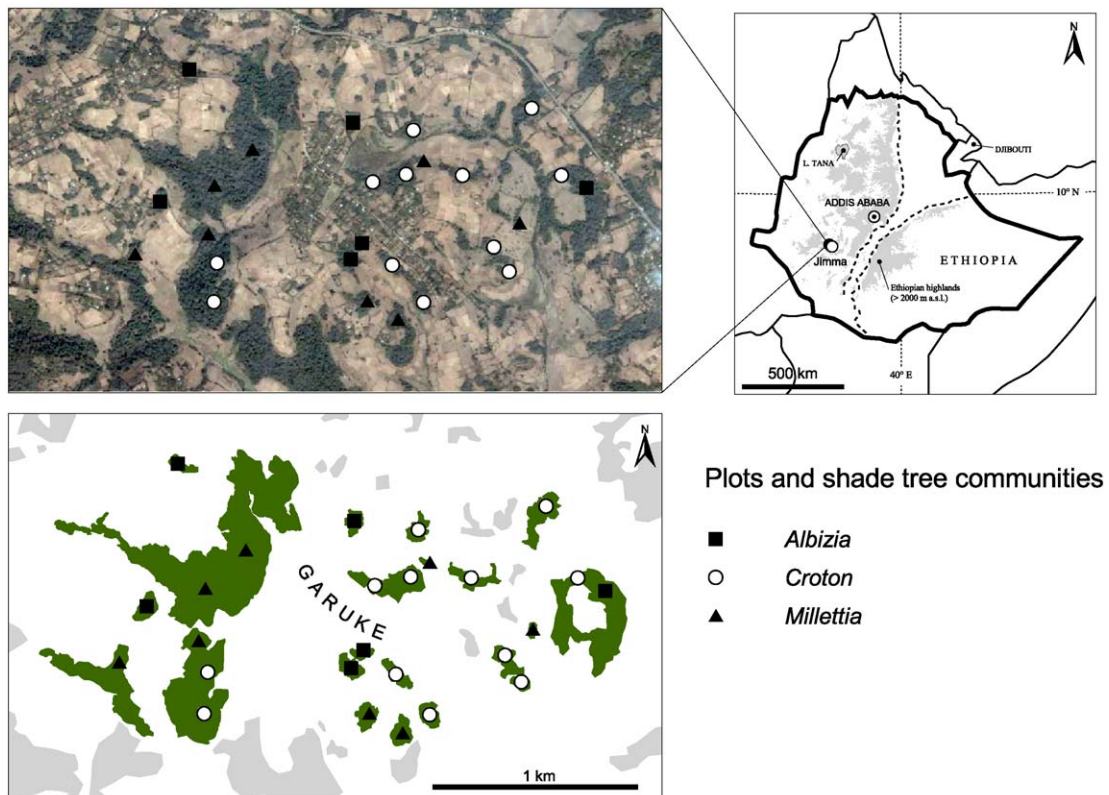 N
DJIBOUTI
L. TANA
10° N
ADDIS ABABA
Jimma
ETHIOPIA
Ethiopian highlands
(> 2000 m a.s.l.)
500 km
40° E
N
GARUKE
1 km
Plots and shade tree communities
Albizia
Croton
Millettia